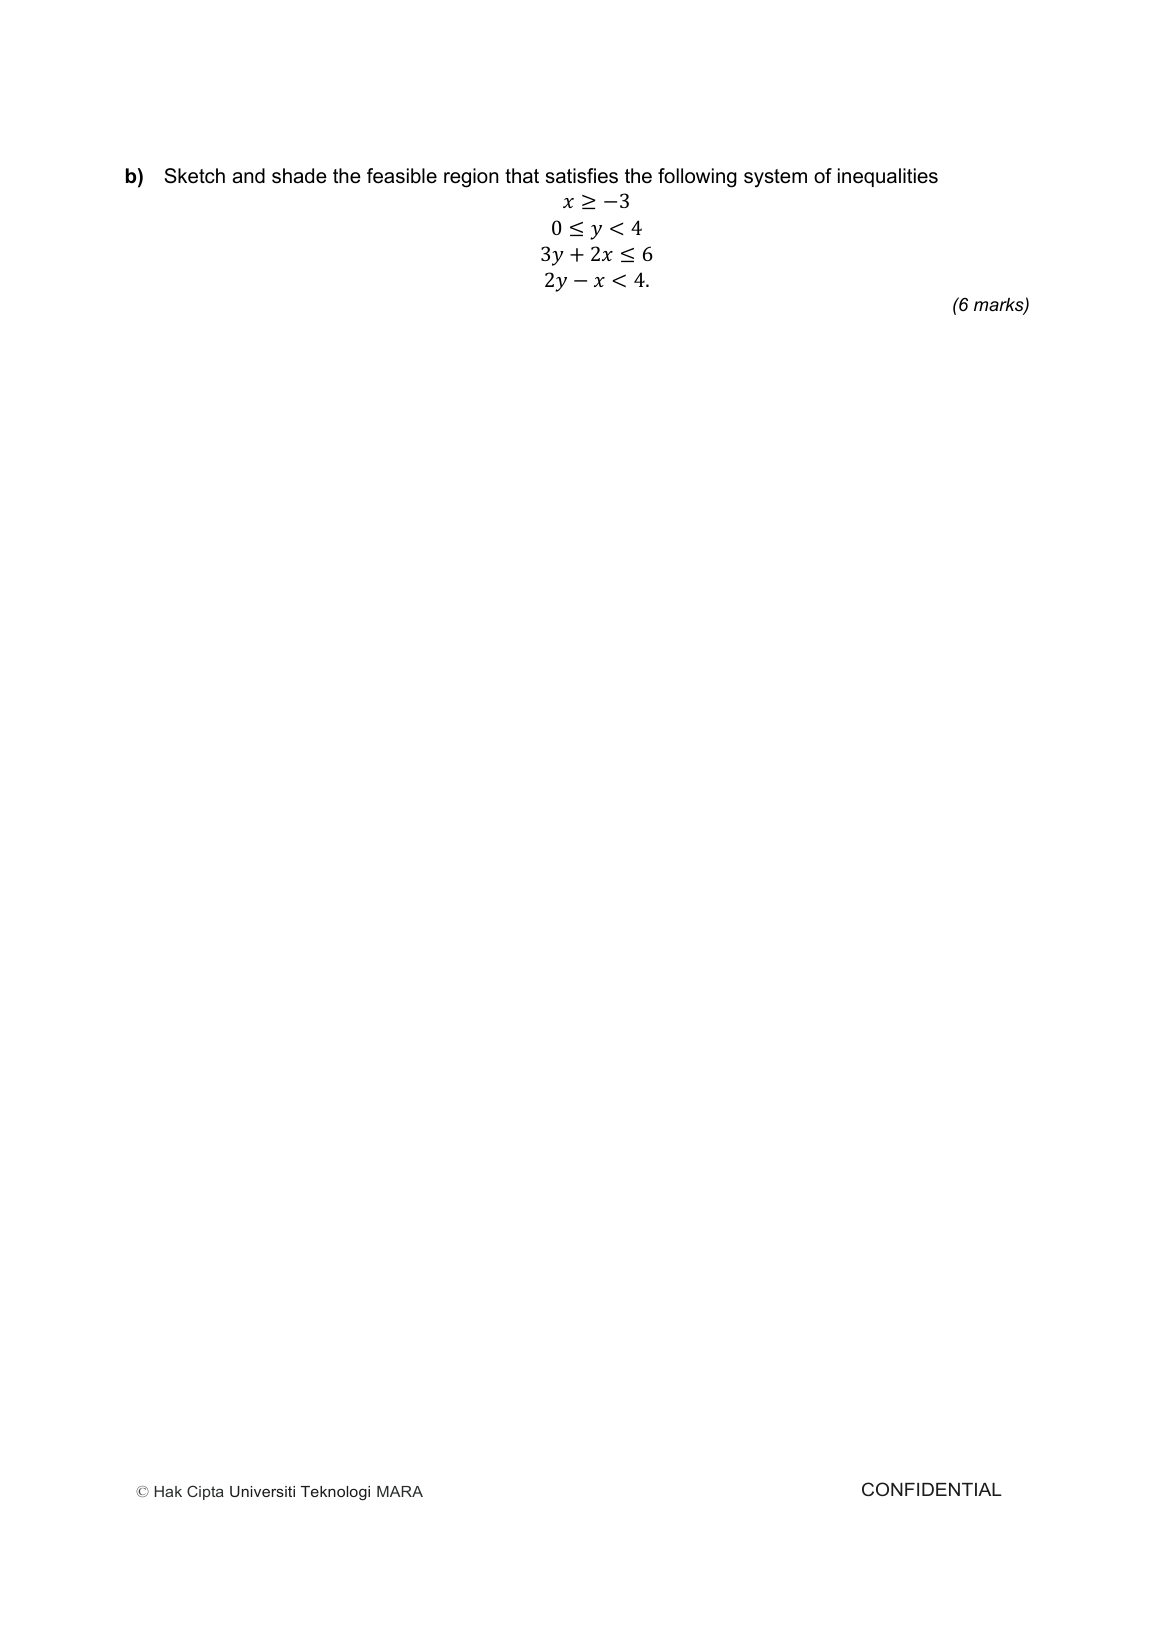 b) Sketch and shade the feasible region that satisfies the following system of inequalities
𝑥 ≥ −3
0 ≤ 𝑦 < 4
3𝑦 + 2𝑥 ≤ 6
2𝑦 − 𝑥 < 4.
(6 marks)
© Hak Cipta Universiti Teknologi MARA CONFIDENTIAL